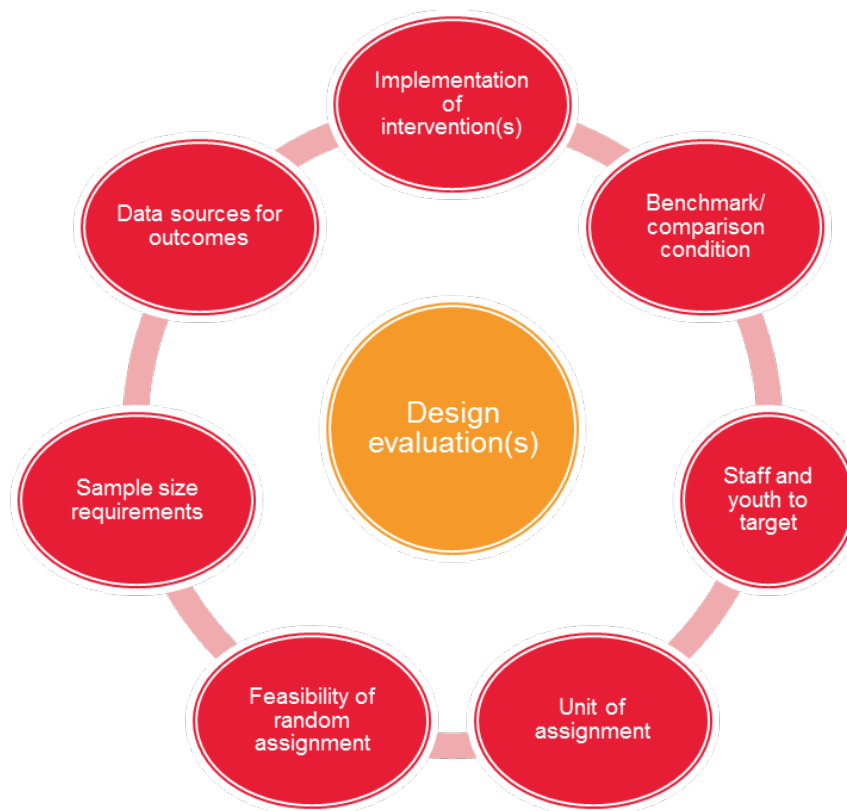 Implementation
of
intervention(s)
Benchmark/
comparison
condition
Staff and
youth to
target
Unit of
assignment
Feasibility of
random
assignment
Sample size
requirements
Data sources for
outcomes
Design
evaluation(s)